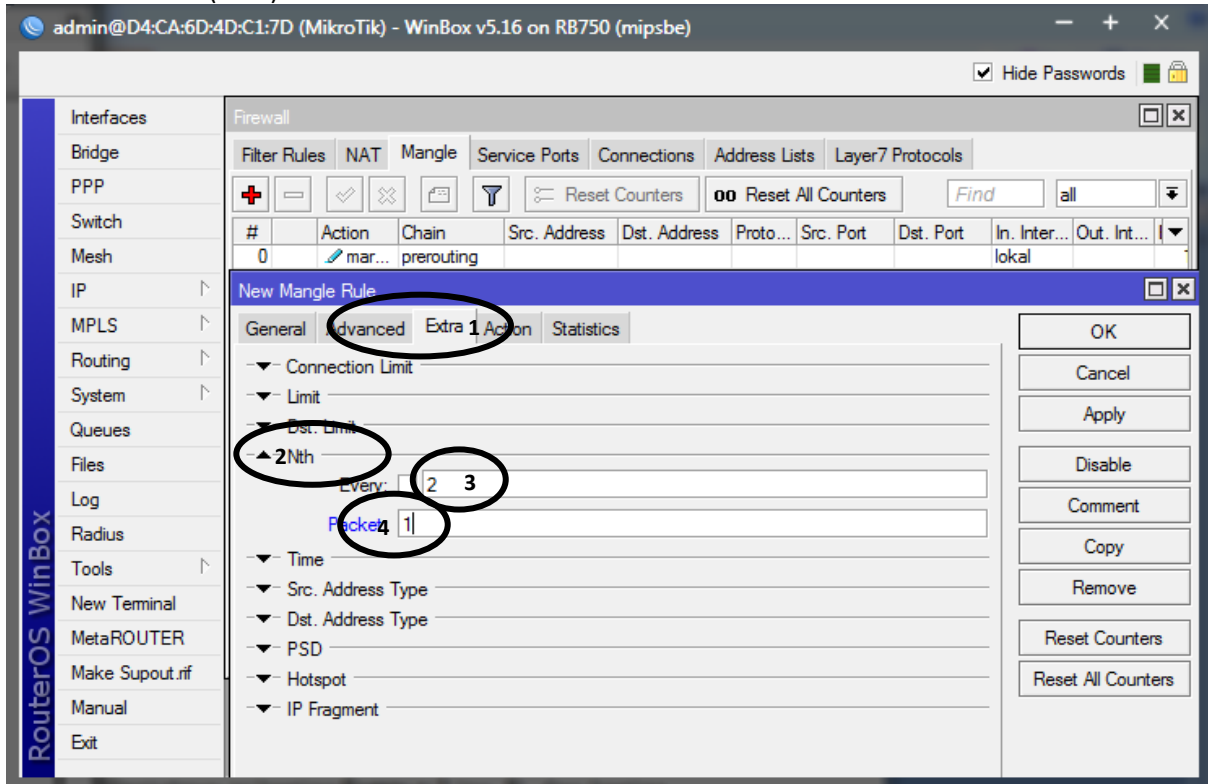 admin@D4:CA:6D:4D:C1:7D (MikroTik) - WinBox v5.16 on RB750 (mipsbe)
Hide Passwords
RouterOS WinBox
Interfaces
Bridge
PPP
Switch
Mesh
IP
MPLS
Routing
System
Queues
Files
Log
Radius
Tools
New Terminal
MetaROUTER
Make Supout.rif
Manual
Exit
Firewall
Filter Rules NAT Mangle Service Ports Connections Address Lists Layer7 Protocols
Reset Counters 00 Reset All Counters Find all
# Action Chain Src. Address Dst. Address Proto... Src. Port Dst. Port In. Inter... Out. Int...
0 mar... prerouting lokal
New Mangle Rule
General Advanced Extra 1 Action Statistics
Connection Limit
Limit
Dst. Limit
2 Nth
Every: 2 3
Packet: 4 1
Time
Src. Address Type
Dst. Address Type
PSD
Hotspot
IP Fragment
OK
Cancel
Apply
Disable
Comment
Copy
Remove
Reset Counters
Reset All Counters